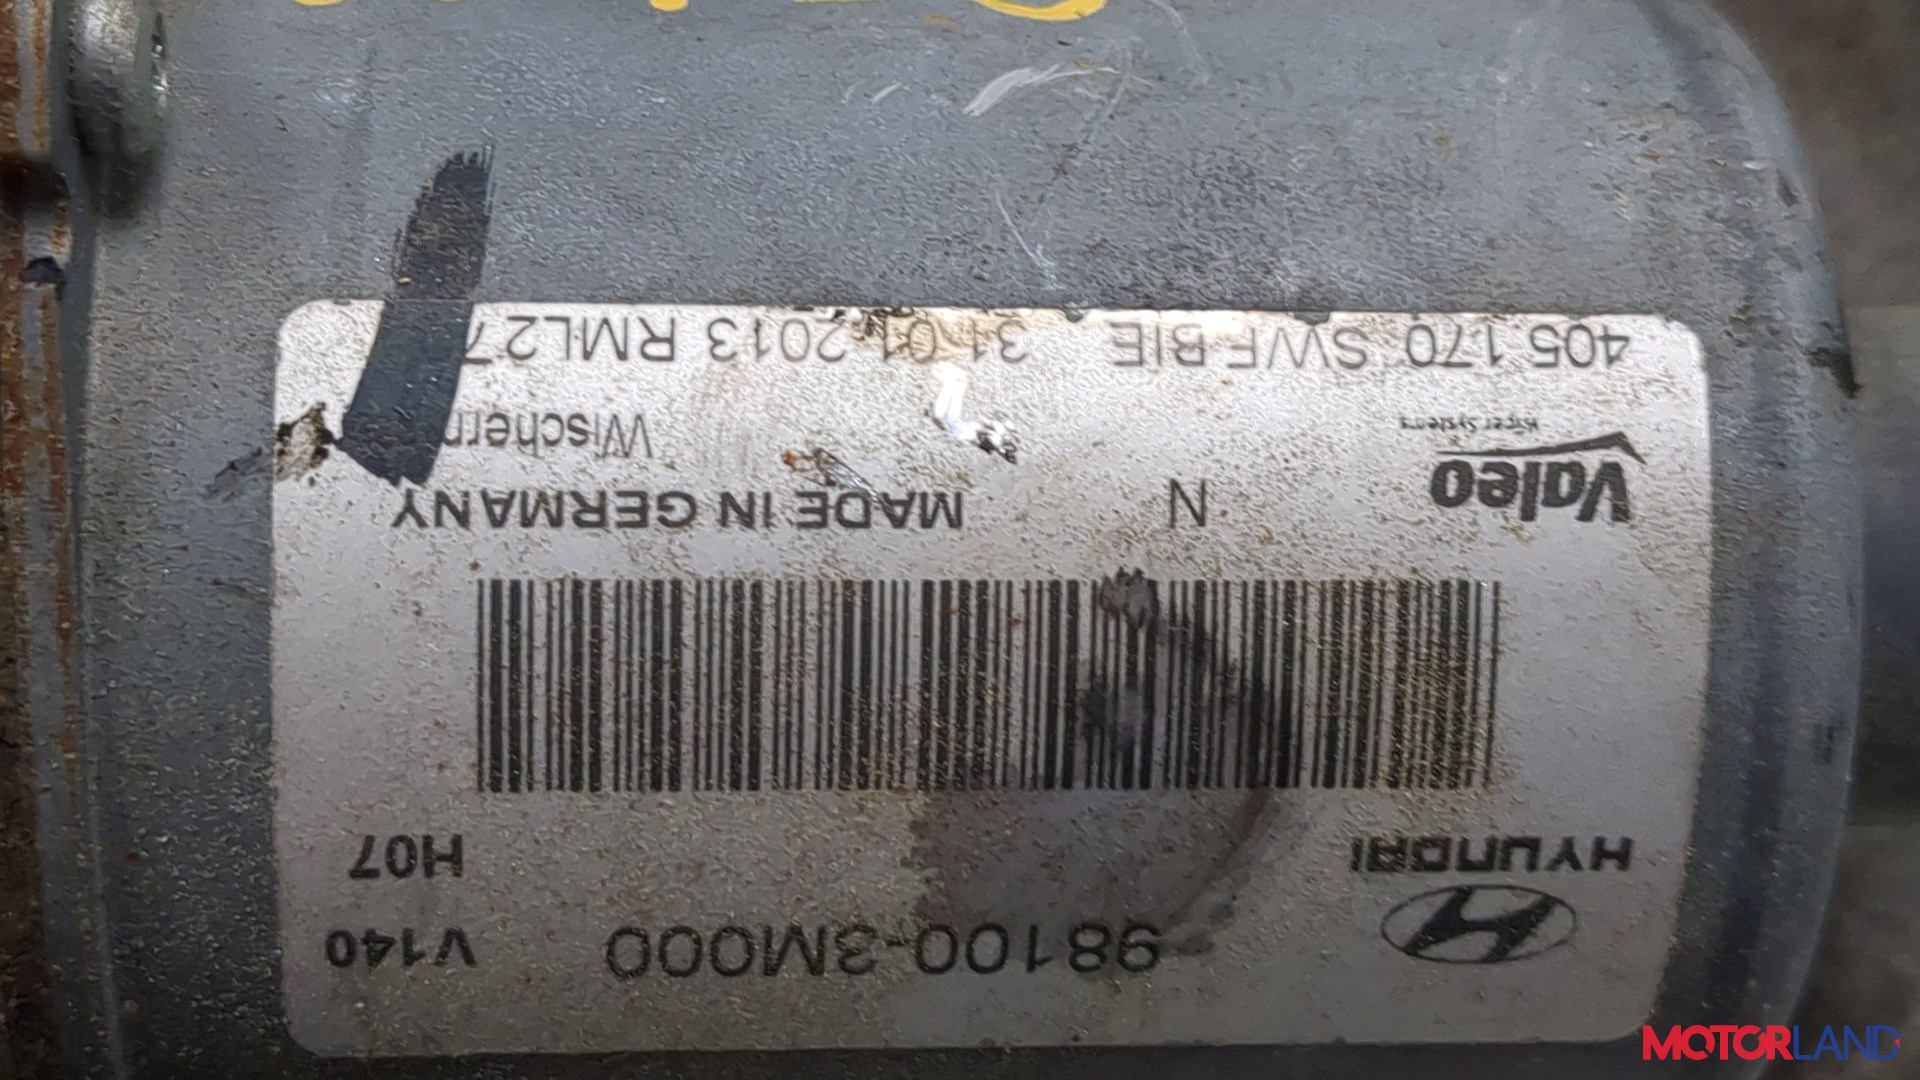 98100-3M000 V140
HYUNDAI H07
Valeo N MADE IN GERMANY
Wiper Systems
405 170 SWF.BIE 31-01-2013 RML27
MOTORLAND